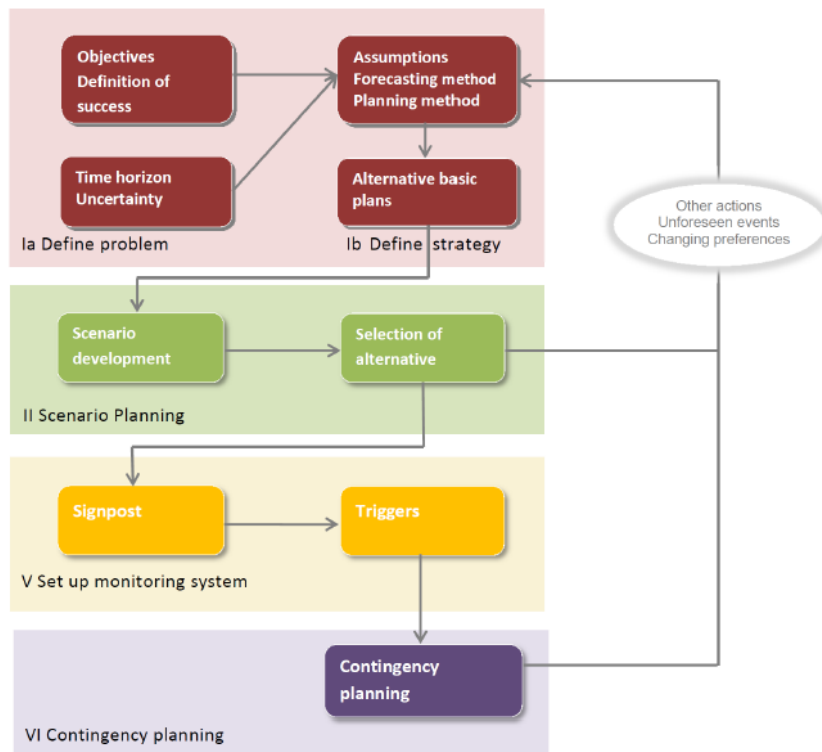 Objectives
Definition of
success
Assumptions
Forecasting method
Planning method
Time horizon
Uncertainty
Alternative basic
plans
Ia Define problem
Ib Define strategy
Other actions
Unforeseen events
Changing preferences
Scenario
development
Selection of
alternative
II Scenario Planning
Signpost
Triggers
V Set up monitoring system
Contingency
planning
VI Contingency planning